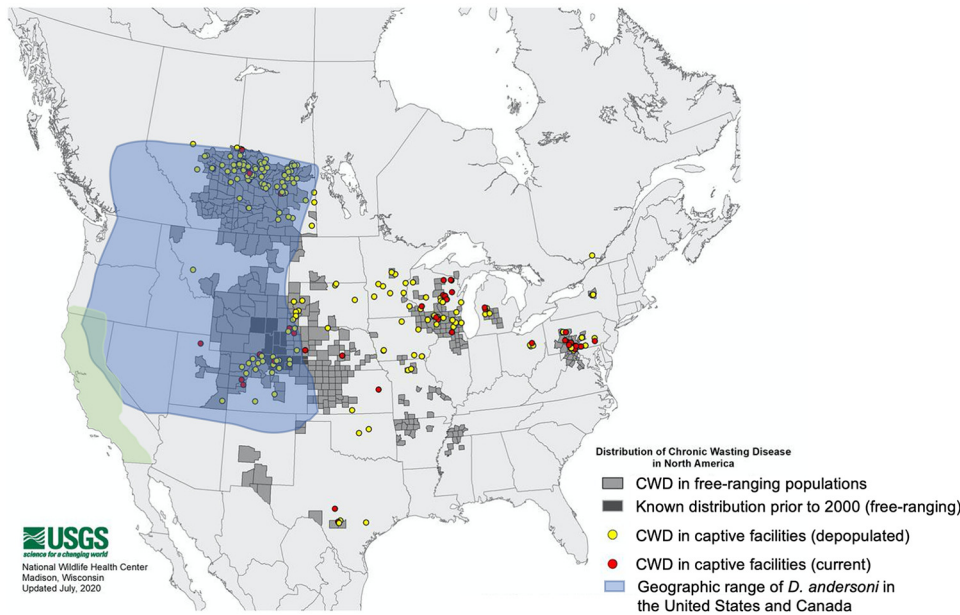 Distribution of Chronic Wasting Disease
in North America
CWD in free-ranging populations
Known distribution prior to 2000 (free-ranging)
CWD in captive facilities (depopulated)
CWD in captive facilities (current)
Geographic range of D. andersoni in
the United States and Canada
USGS
science for a changing world
National Wildlife Health Center
Madison, Wisconsin
Updated July, 2020